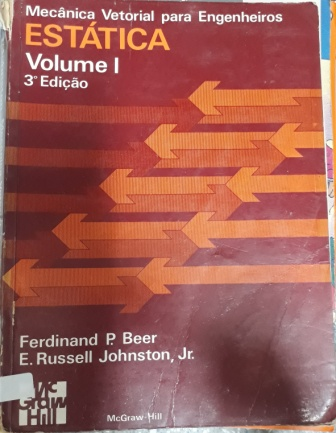 Mecânica Vetorial para Engenheiros
ESTÁTICA
Volume I
3ª Edição
Ferdinand P. Beer
E. Russell Johnston, Jr.
Mc
Graw
Hill
McGraw-Hill